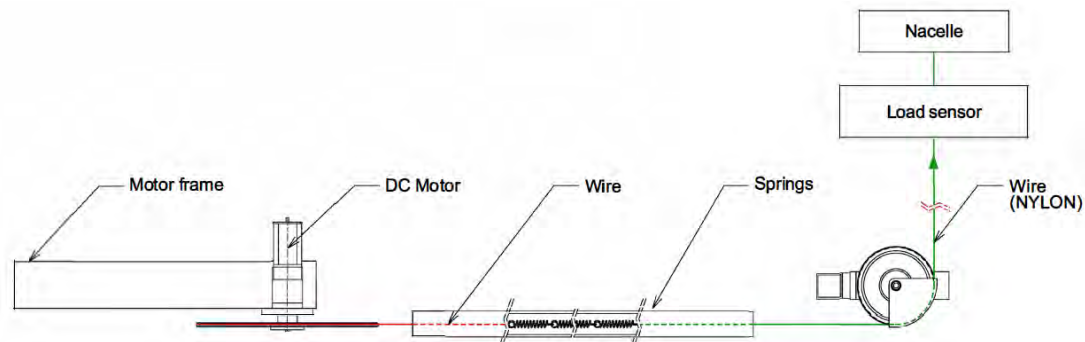 Nacelle
Load sensor
Motor frame
DC Motor
Wire
Springs
Wire
(NYLON)